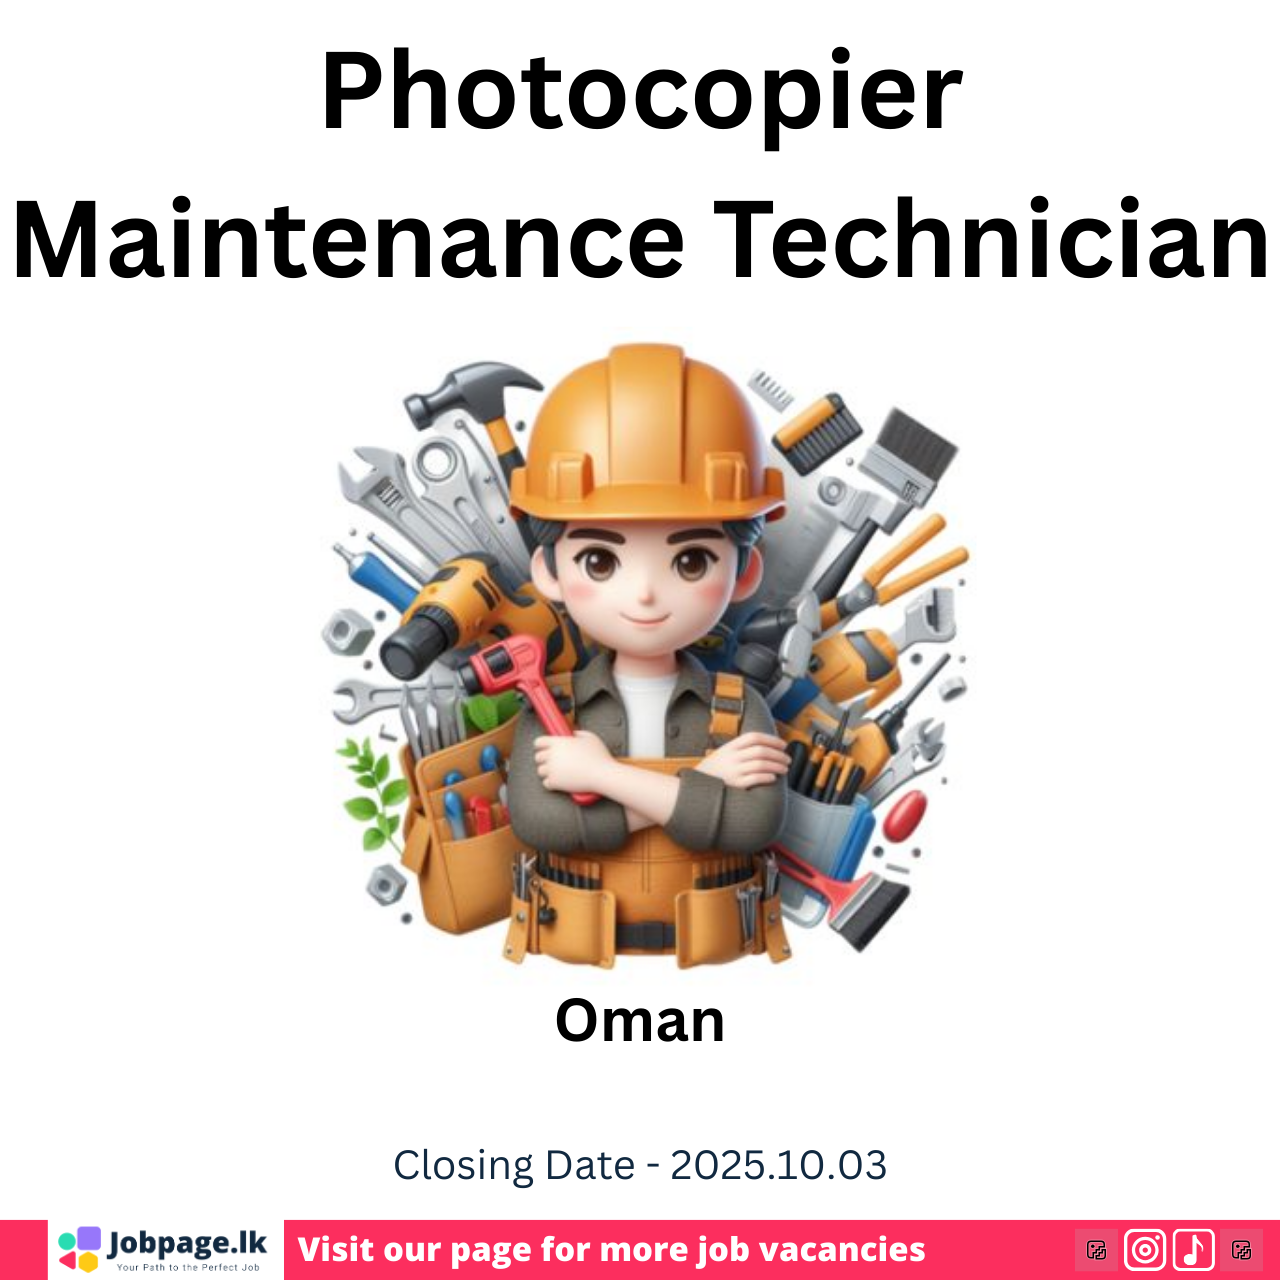 Photocopier
Maintenance Technician
Oman
Closing Date - 2025.10.03
Jobpage.lk
Your Path to the Perfect Job
Visit our page for more job vacancies